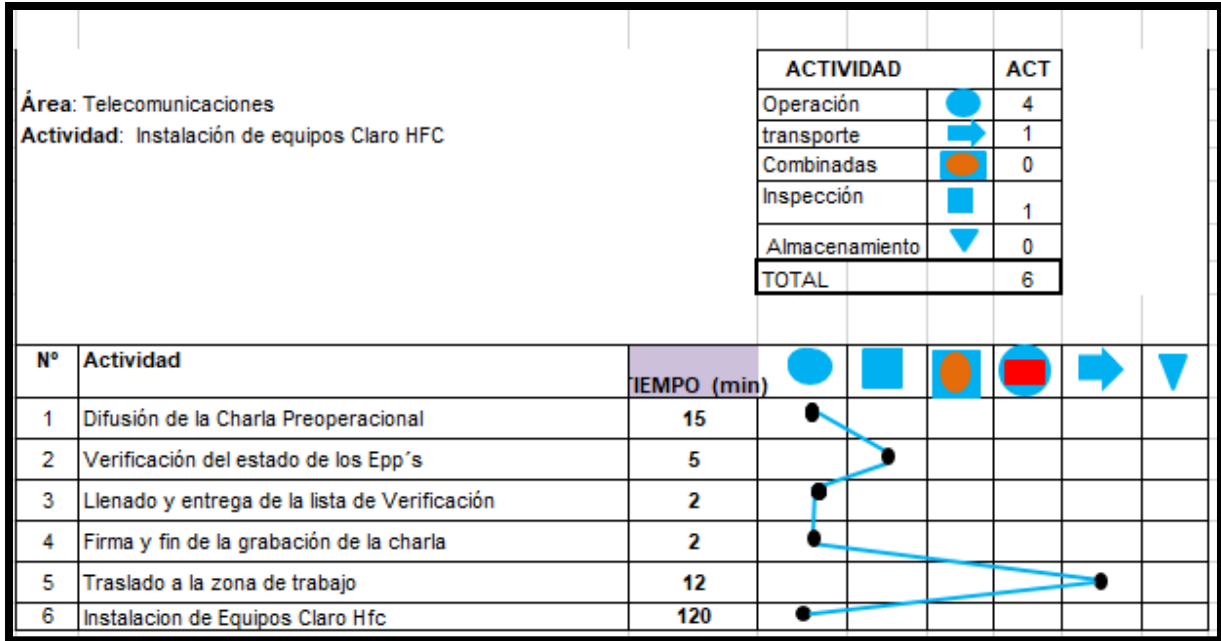 ACTIVIDAD ACT
Área: Telecomunicaciones
Operación 4
Actividad: Instalación de equipos Claro HFC
transporte 1
Combinadas 0
Inspección 1
Almacenamiento 0
TOTAL 6
Nº Actividad TIEMPO (min)
1 Difusión de la Charla Preoperacional 15
2 Verificación del estado de los Epp´s 5
3 Llenado y entrega de la lista de Verificación 2
4 Firma y fin de la grabación de la charla 2
5 Traslado a la zona de trabajo 12
6 Instalacion de Equipos Claro Hfc 120